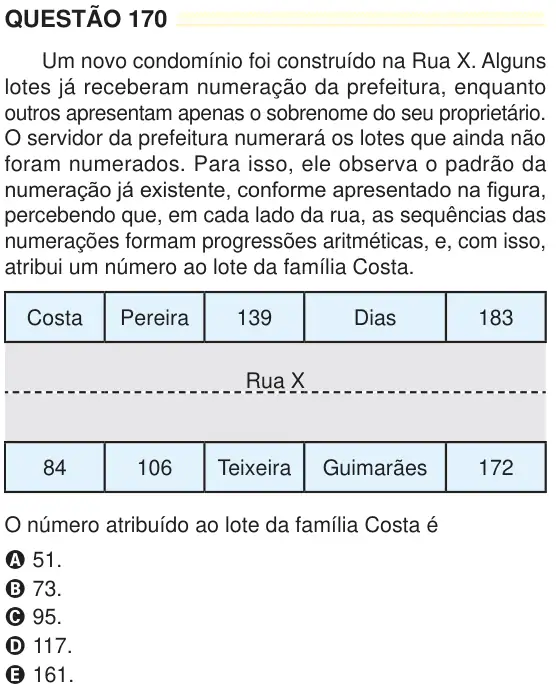 QUESTÃO 170
Um novo condomínio foi construído na Rua X. Alguns
lotes já receberam numeração da prefeitura, enquanto
outros apresentam apenas o sobrenome do seu proprietário.
O servidor da prefeitura numerará os lotes que ainda não
foram numerados. Para isso, ele observa o padrão da
numeração já existente, conforme apresentado na figura,
percebendo que, em cada lado da rua, as sequências das
numerações formam progressões aritméticas, e, com isso,
atribui um número ao lote da família Costa.
Costa Pereira 139 Dias 183
Rua X
84 106 Teixeira Guimarães 172
O número atribuído ao lote da família Costa é
A 51.
B 73.
C 95.
D 117.
E 161.